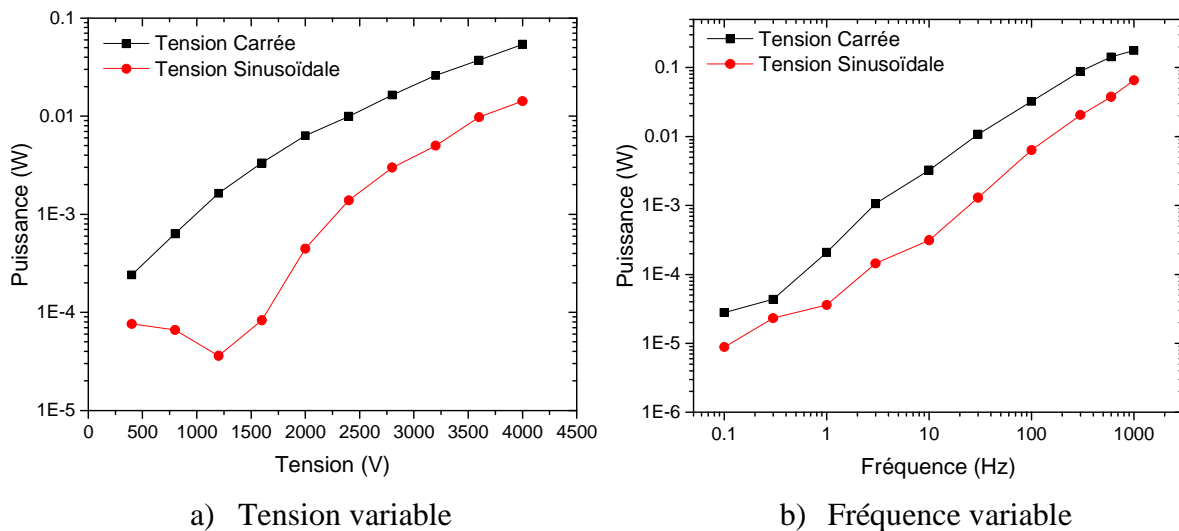 0.1
0.01
1E-3
1E-4
1E-5
Puissance (W)
Tension Carrée
Tension Sinusoïdale
0 500 1000 1500 2000 2500 3000 3500 4000 4500
Tension (V)
a) Tension variable
0.1
0.01
1E-3
1E-4
1E-5
1E-6
Puissance (W)
Tension Carrée
Tension Sinusoïdale
0.1 1 10 100 1000
Fréquence (Hz)
b) Fréquence variable